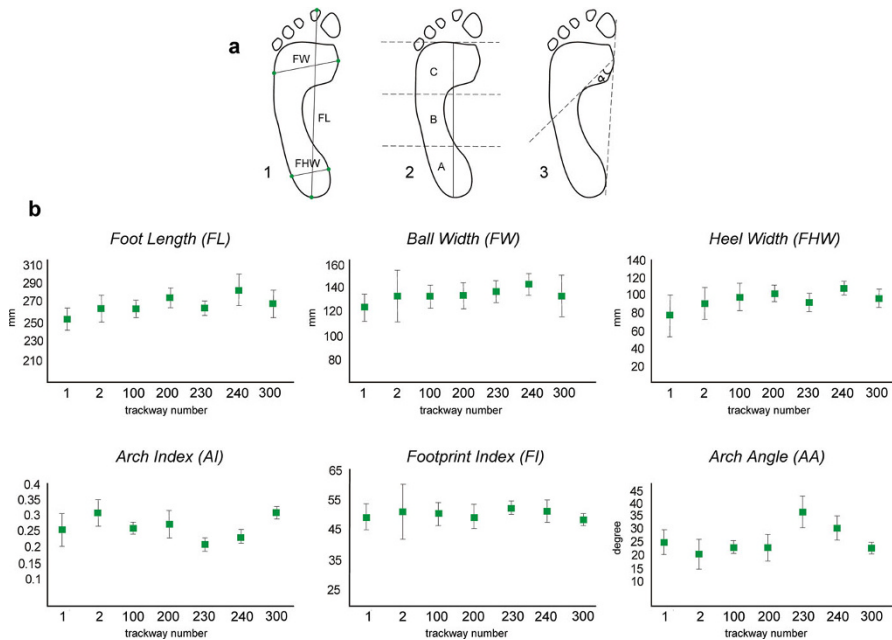 a
FW
FL
FHW
1
C
B
A
2
α
3
b
Foot Length (FL)
310
290
270
250
230
210
mm
1 2 100 200 230 240 300
trackway number
Ball Width (FW)
160
140
120
100
80
60
mm
1 2 100 200 230 240 300
trackway number
Heel Width (FHW)
140
120
100
80
60
40
20
mm
1 2 100 200 230 240 300
trackway number
Arch Index (AI)
0.4
0.35
0.3
0.25
0.2
0.15
0.1
1 2 100 200 230 240 300
trackway number
Footprint Index (FI)
65
55
45
35
25
1 2 100 200 230 240 300
trackway number
Arch Angle (AA)
45
40
35
30
25
20
15
10
degree
1 2 100 200 230 240 300
trackway number